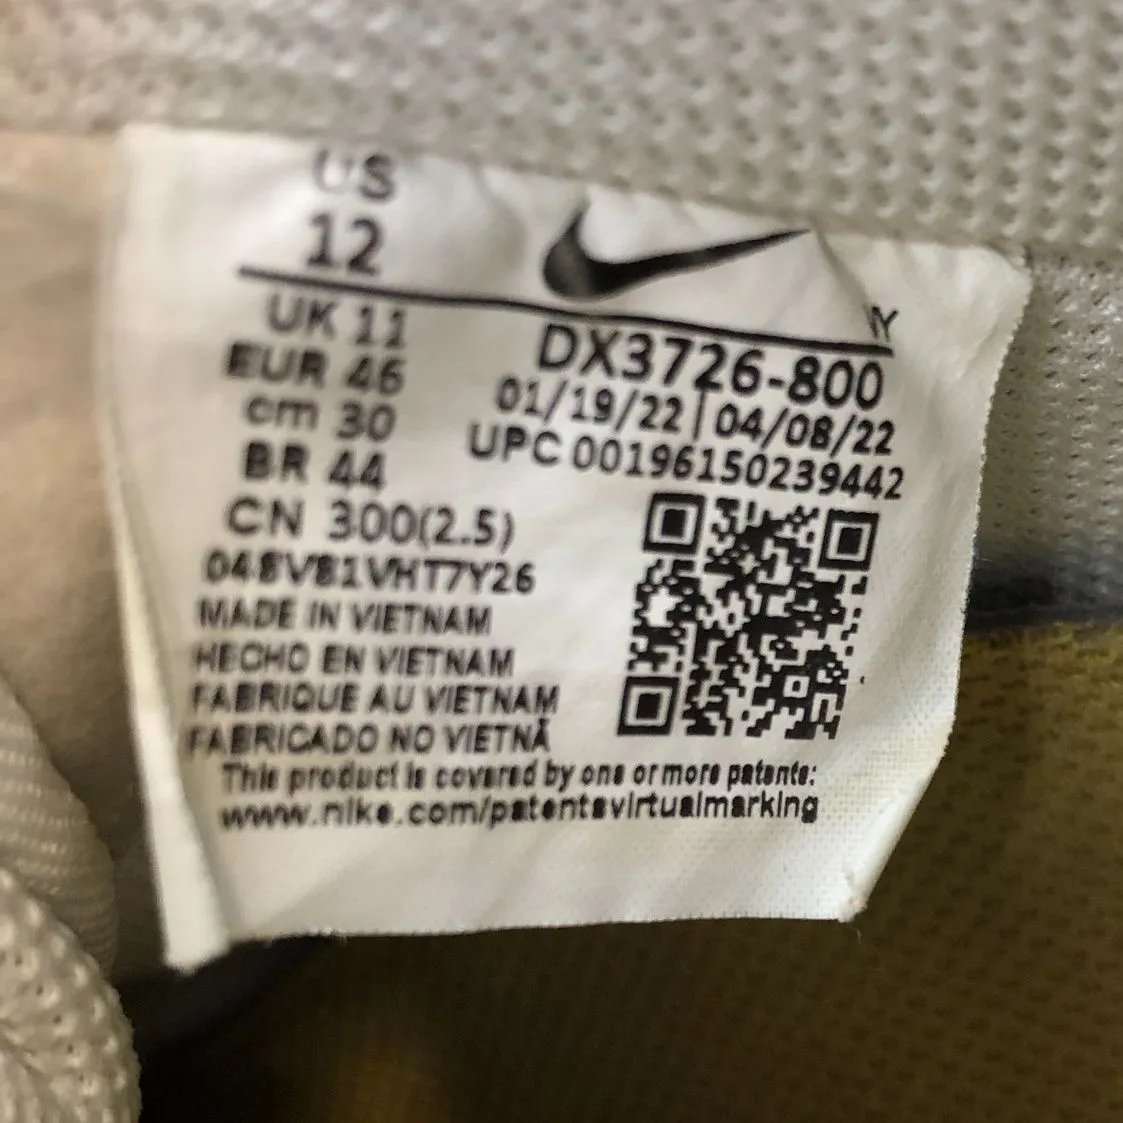 US
12
UK 11
EUR 46
cm 30
BR 44
CN 300(2.5)
Y
DX3726-800
01/19/22 | 04/08/22
UPC 00196150239442
MADE IN VIETNAM
HECHO EN VIETNAM
FABRIQUE AU VIETNAM
FABRICADO NO VIETNÃ
This product is covered by one or more patents:
www.nike.com/patentsvirtualmarking